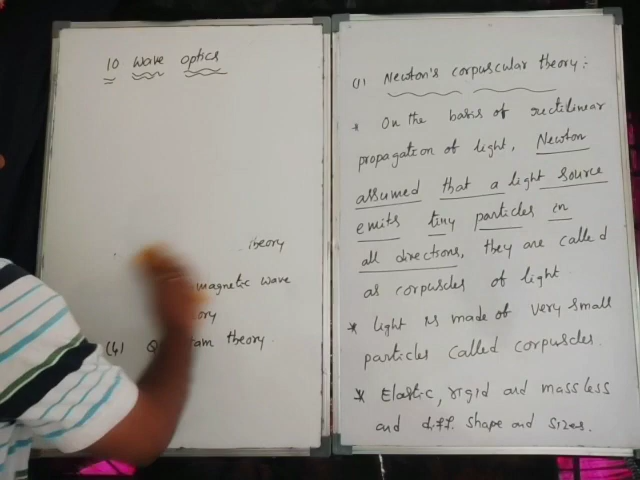 10 Wave optics
theory
magnetic wave
ory
(4) Q tam theory
(1) Newton's corpuscular theory:
* On the basis of rectilinear
propagation of light, Newton
assumed that a light source
emits tiny particles in
all directions, they are called
as corpuscles of light
* light is made of very small
particles called corpuscles.
* Elastic, rigid and massless
and diff. shape and sizes.